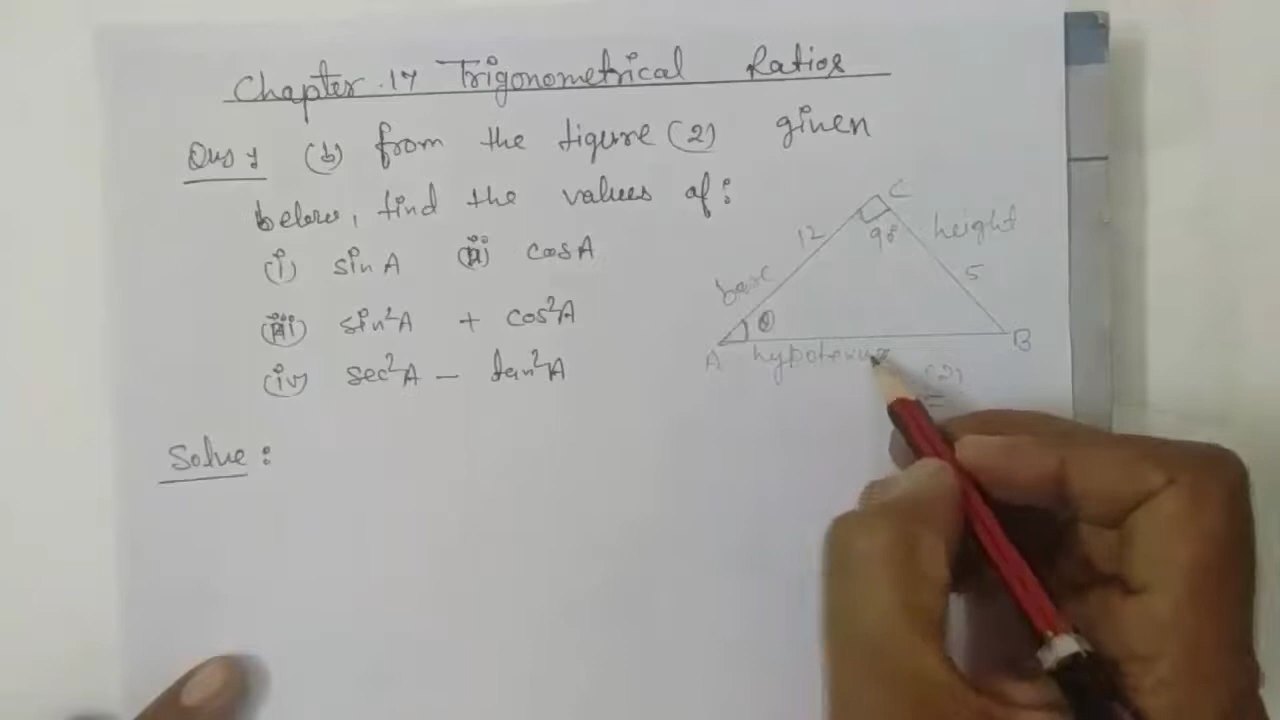 Chapter.17 Trigonometrical Ratios
Ques 1 (b) from the figure (2) given
below, find the values of:
(i) sin A (ii) cos A
(iii) sin²A + cos²A
(iv) sec²A - tan²A
Solve:
C
12
90°
height
base
5
θ
A
B
(2)